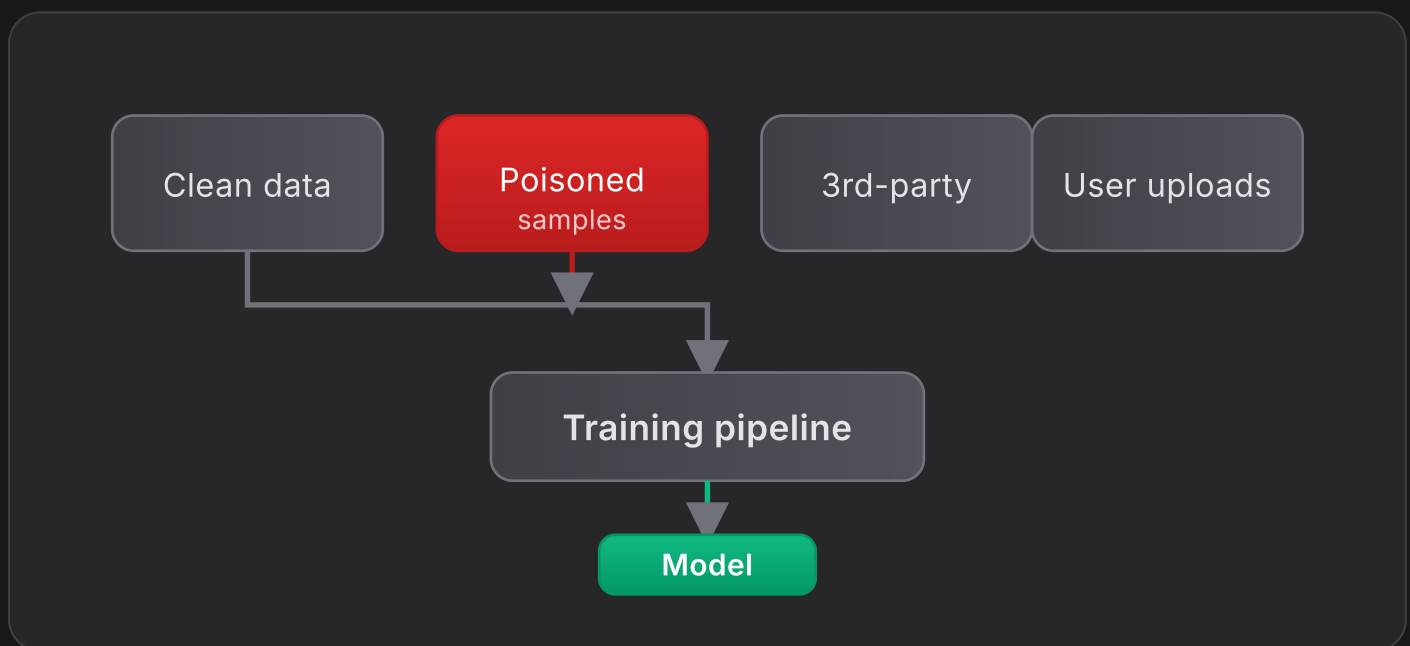 Clean data
Poisoned
samples
3rd-party
User uploads
Training pipeline
Model